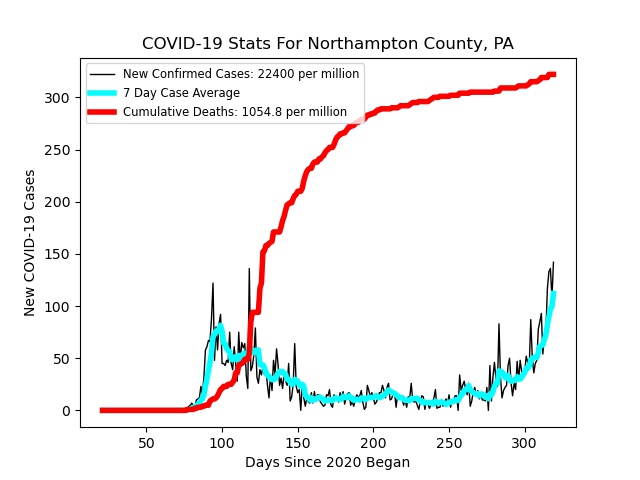 COVID-19 Stats For Northampton County, PA
New Confirmed Cases: 22400 per million
7 Day Case Average
Cumulative Deaths: 1054.8 per million
New COVID-19 Cases
300
250
200
150
100
50
0
50 100 150 200 250 300
Days Since 2020 Began